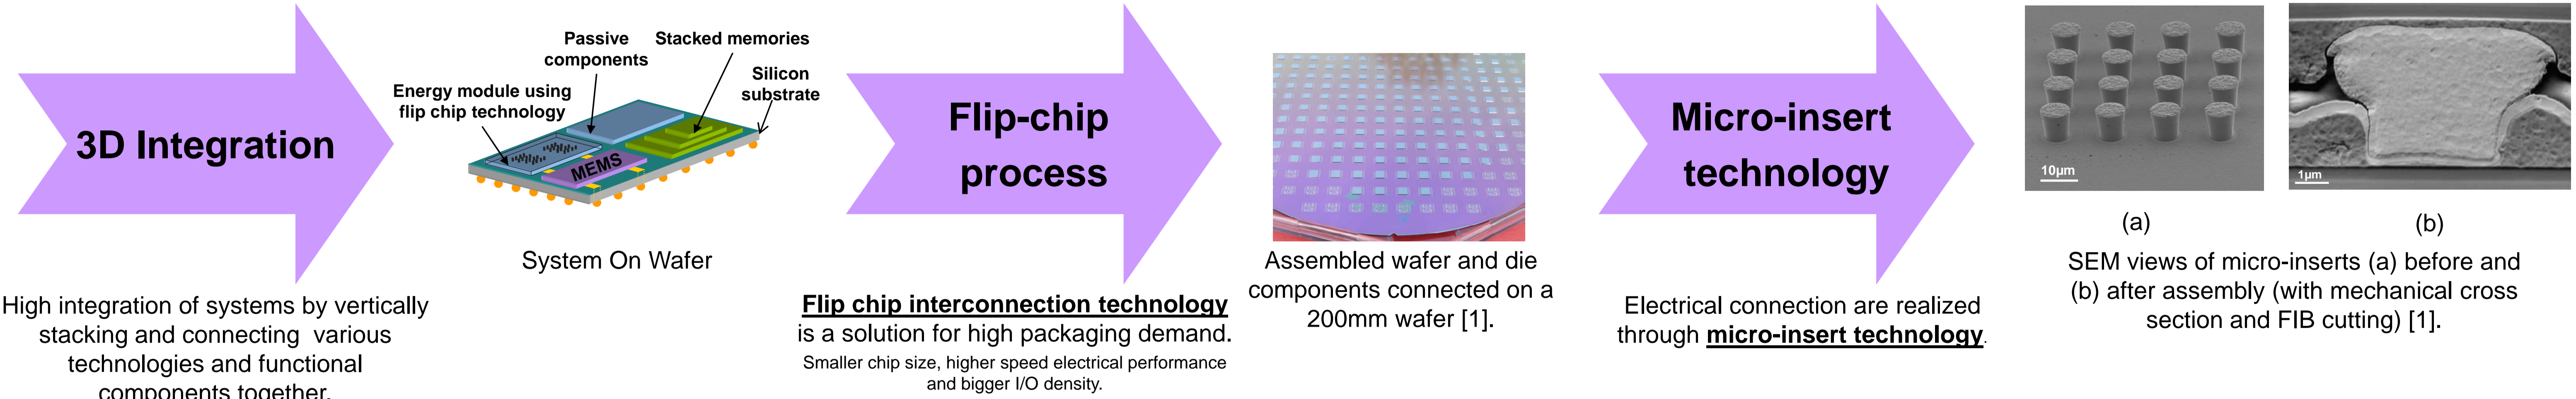 3D Integration
High integration of systems by vertically
stacking and connecting various
technologies and functional
components together.
Passive
components
Stacked memories
Silicon
substrate
Energy module using
flip chip technology
MEMS
System On Wafer
Flip-chip
process
Flip chip interconnection technology
is a solution for high packaging demand.
Smaller chip size, higher speed electrical performance
and bigger I/O density.
Assembled wafer and die
components connected on a
200mm wafer [1].
Micro-insert
technology
Electrical connection are realized
through micro-insert technology.
10µm
1µm
(a)
(b)
SEM views of micro-inserts (a) before and
(b) after assembly (with mechanical cross
section and FIB cutting) [1].